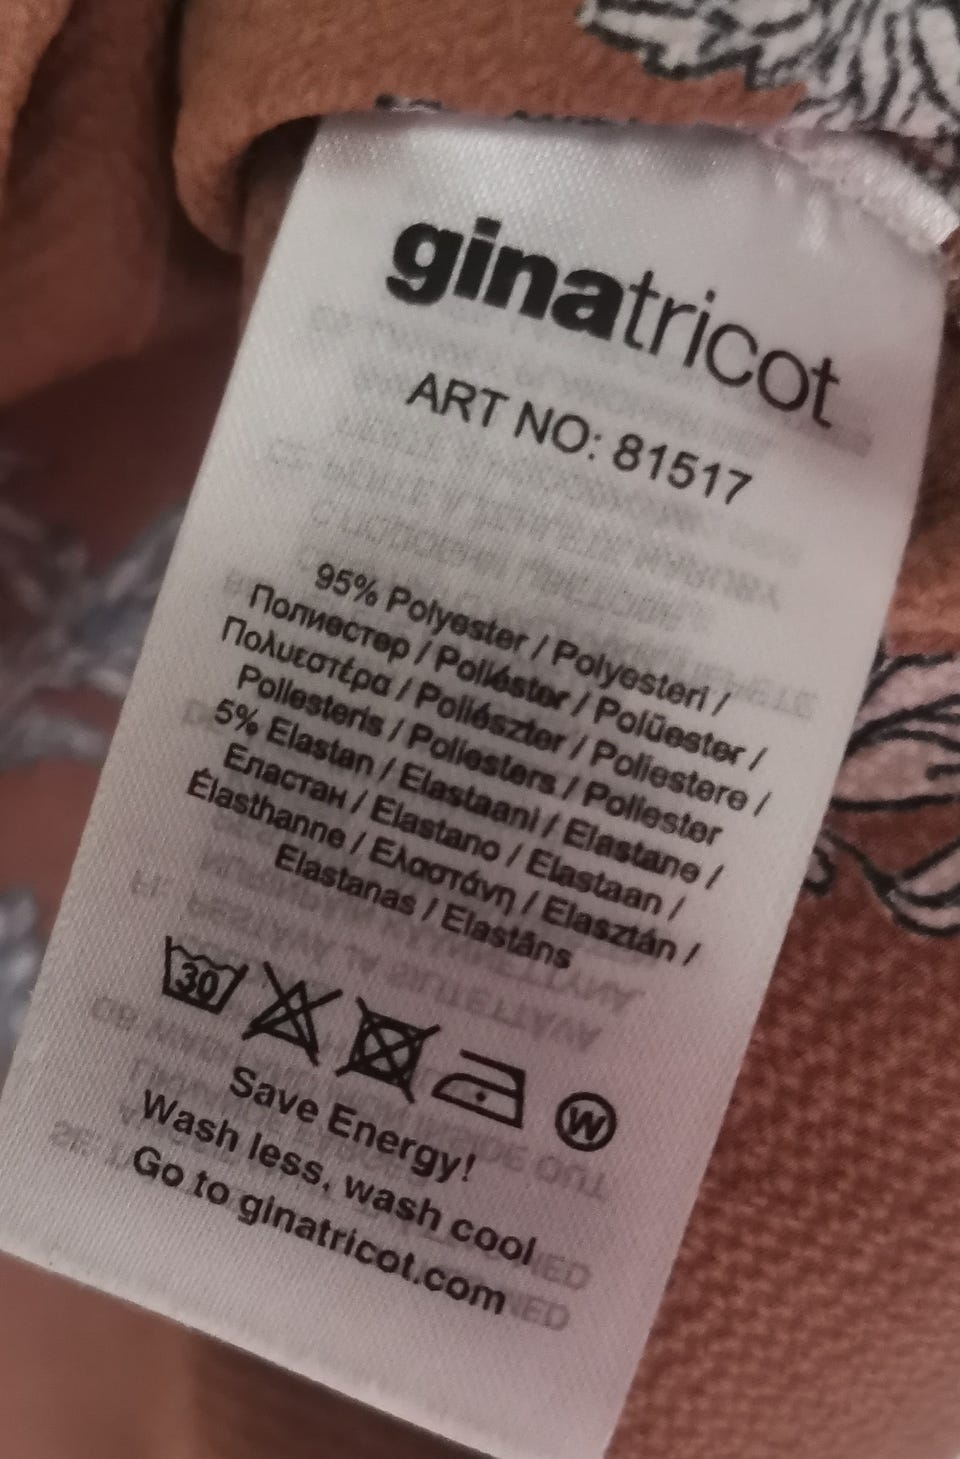 ginatricot
ART NO: 81517
95% Polyester / Polyesteri /
Полиестер / Poliéster / Polüester /
Πολυεστέρα / Poliészter / Poliestere /
Poliesteris / Poliesters / Poliester
5% Elastan / Elastaani / Elastane /
Еластан / Elastano / Elastaan /
Élasthanne / Ελαστάνη / Elasztán /
Elastanas / Elastāns
30
W
Save Energy!
Wash less, wash cool
Go to ginatricot.com